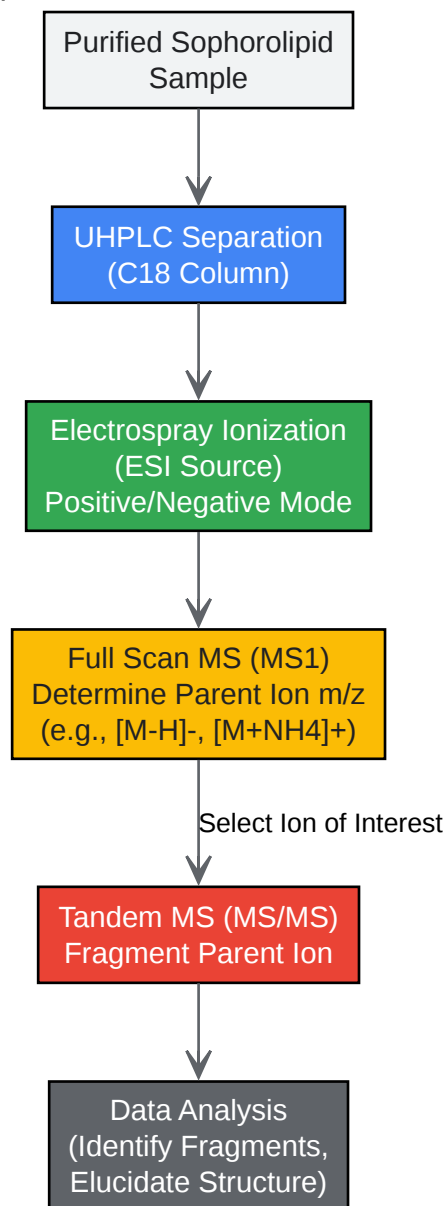 Purified Sophorolipid
Sample
UHPLC Separation
(C18 Column)
Electrospray Ionization
(ESI Source)
Positive/Negative Mode
Full Scan MS (MS1)
Determine Parent Ion m/z
(e.g., [M-H]-, [M+NH4]+)
Select Ion of Interest
Tandem MS (MS/MS)
Fragment Parent Ion
Data Analysis
(Identify Fragments,
Elucidate Structure)